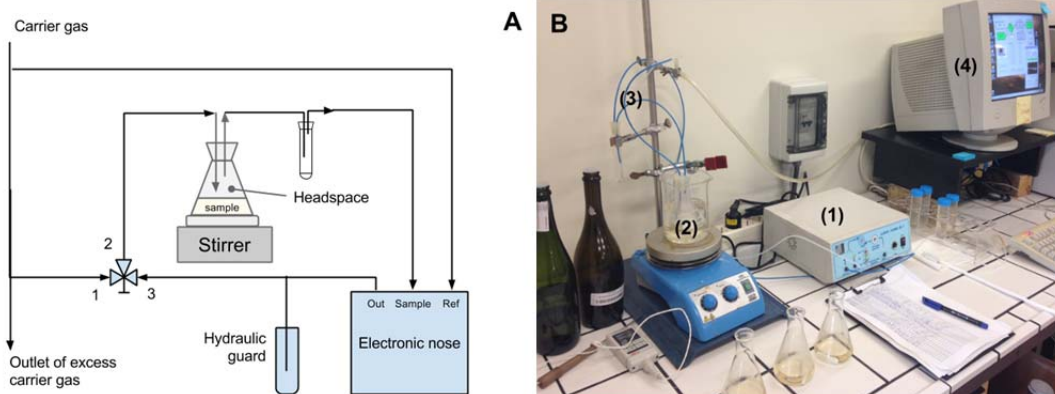 Carrier gas
A
Headspace
sample
Stirrer
2
1
3
Out Sample Ref
Electronic nose
Hydraulic
guard
Outlet of excess
carrier gas
B
(4)
(3)
(1)
(2)